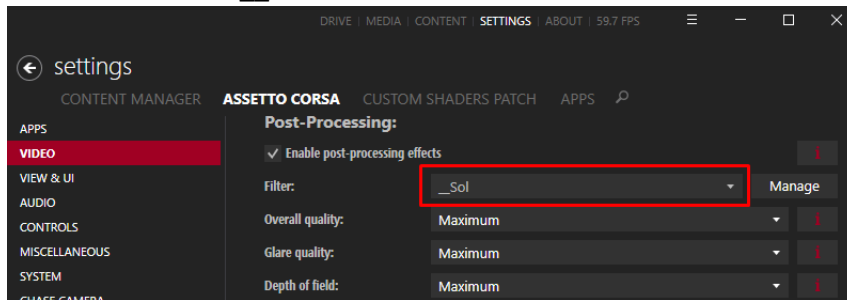 DRIVE | MEDIA | CONTENT | SETTINGS | ABOUT | 59.7 FPS
settings
CONTENT MANAGER ASSETTO CORSA CUSTOM SHADERS PATCH APPS
APPS
Post-Processing:
VIDEO
Enable post-processing effects
VIEW & UI
Filter: __Sol Manage
AUDIO
Overall quality: Maximum
CONTROLS
MISCELLANEOUS
Glare quality: Maximum
SYSTEM
Depth of field: Maximum
CHASE CAMERA